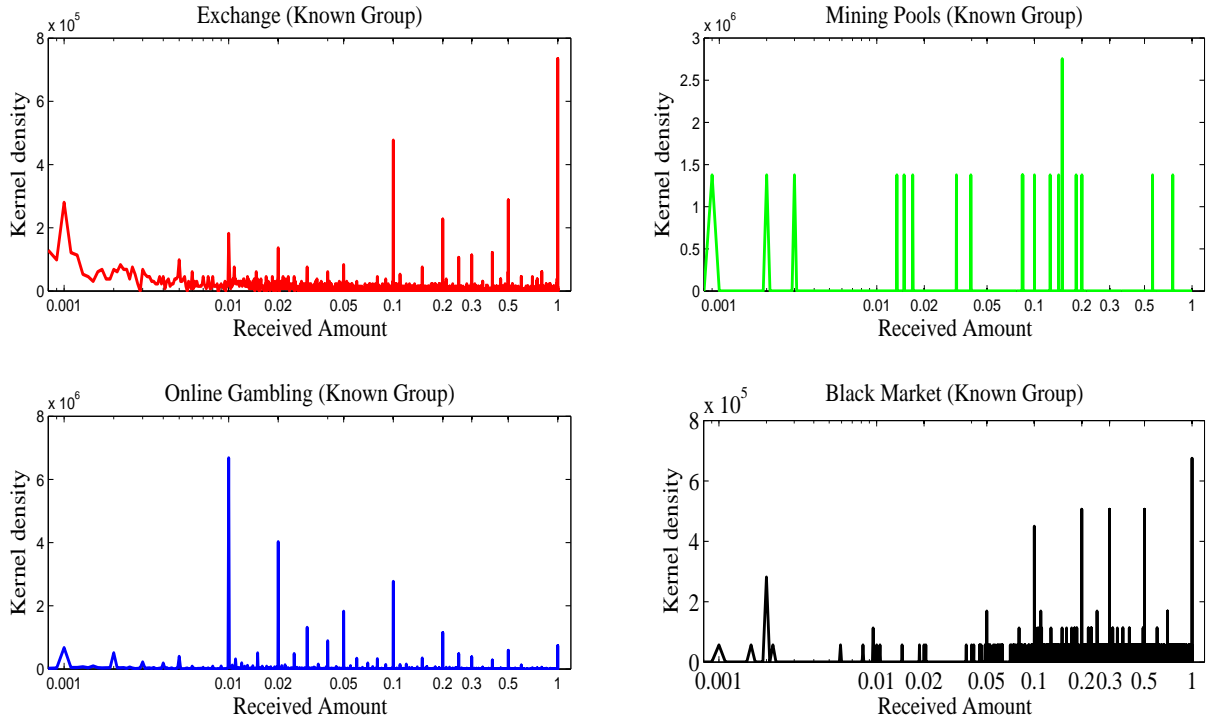 Exchange (Known Group)
x 10^5
8
6
4
2
0
Kernel density
0.001 0.01 0.02 0.05 0.1 0.2 0.3 0.5 1
Received Amount
Mining Pools (Known Group)
x 10^6
3
2.5
2
1.5
1
0.5
0
Kernel density
0.001 0.01 0.02 0.05 0.1 0.2 0.3 0.5 1
Received Amount
Online Gambling (Known Group)
x 10^6
8
6
4
2
0
Kernel density
0.001 0.01 0.02 0.05 0.1 0.2 0.3 0.5 1
Received Amount
Black Market (Known Group)
x 10^5
8
6
4
2
0
Kernel density
0.001 0.01 0.02 0.05 0.1 0.2 0.3 0.5 1
Received Amount